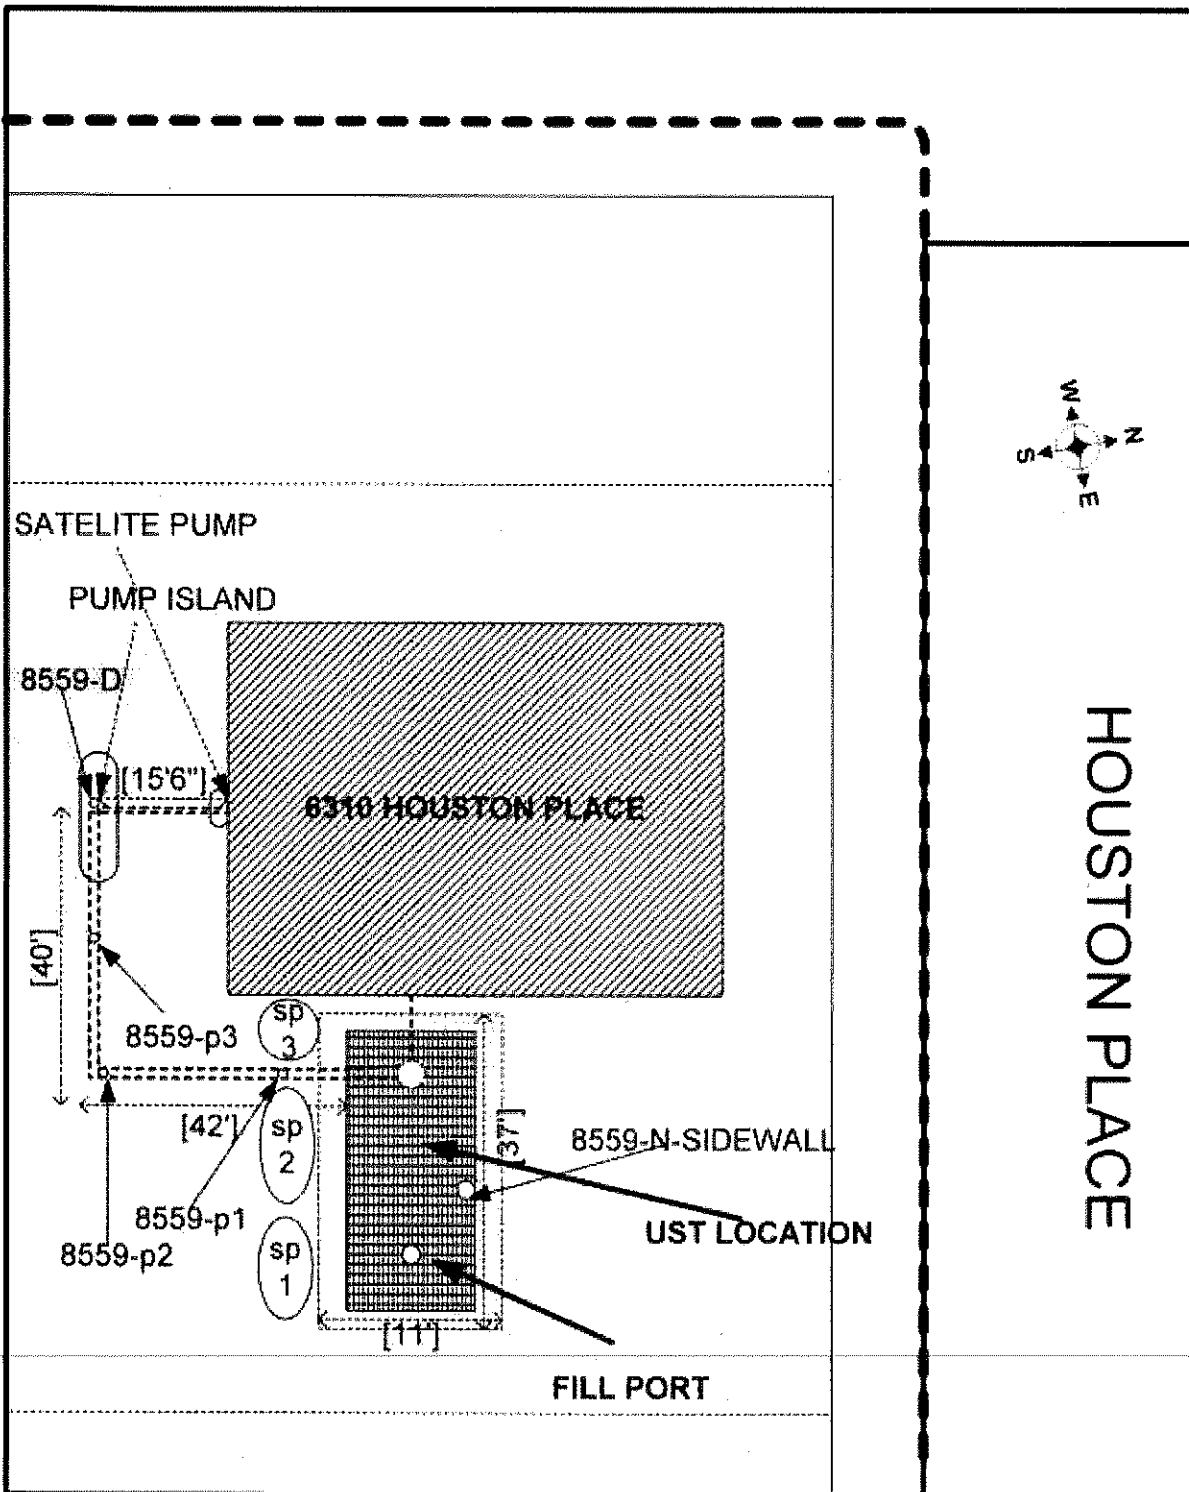 W
N
S
E
SATELITE PUMP
PUMP ISLAND
8559-D
[15'6"]
6310 HOUSTON PLACE
HOUSTON PLACE
[40']
8559-p3
sp
3
[42']
sp
2
[37']
8559-N-SIDEWALL
8559-p1
UST LOCATION
8559-p2
sp
1
[11']
FILL PORT